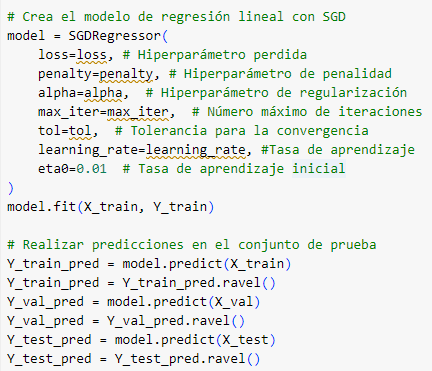 # Crea el modelo de regresión lineal con SGD
model = SGDRegressor(
    loss=loss, # Hiperparámetro perdida
    penalty=penalty, # Hiperparámetro de penalidad
    alpha=alpha,  # Hiperparámetro de regularización
    max_iter=max_iter,  # Número máximo de iteraciones
    tol=tol,  # Tolerancia para la convergencia
    learning_rate=learning_rate, #Tasa de aprendizaje
    eta0=0.01  # Tasa de aprendizaje inicial
)
model.fit(X_train, Y_train)

# Realizar predicciones en el conjunto de prueba
Y_train_pred = model.predict(X_train)
Y_train_pred = Y_train_pred.ravel()
Y_val_pred = model.predict(X_val)
Y_val_pred = Y_val_pred.ravel()
Y_test_pred = model.predict(X_test)
Y_test_pred = Y_test_pred.ravel()